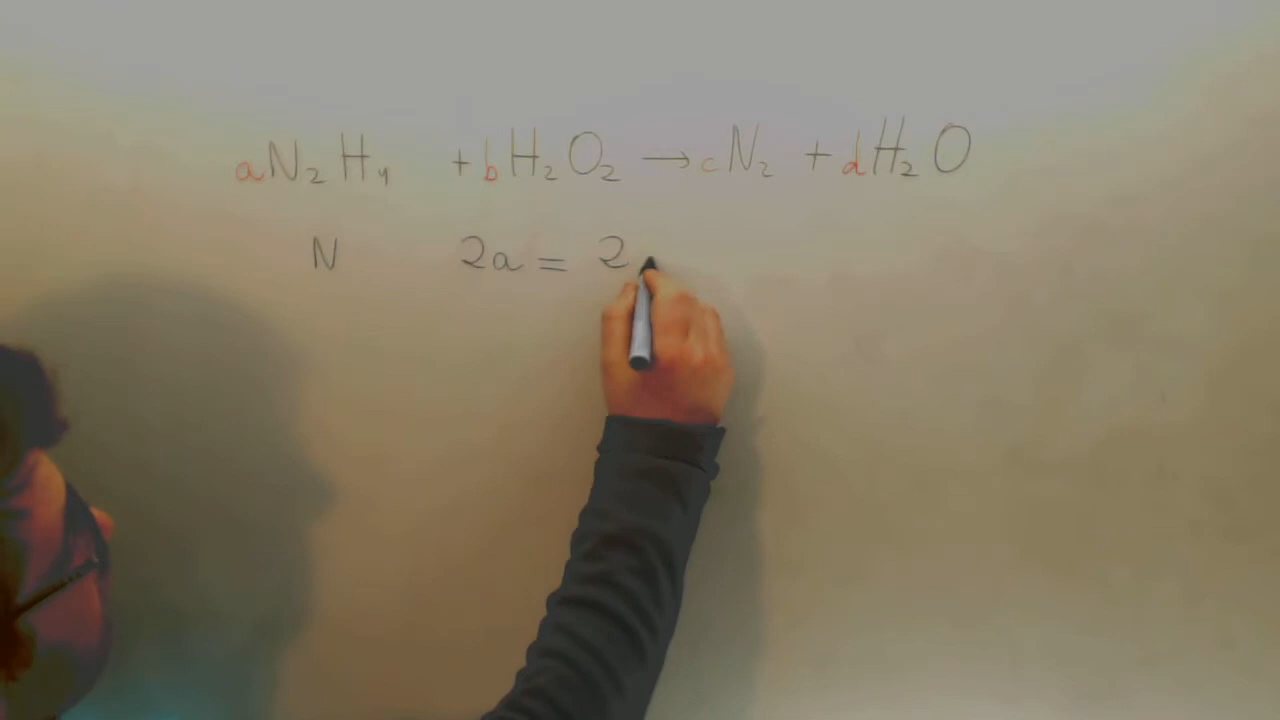 aN₂H₄ + bH₂O₂ → cN₂ + dH₂O
N 2a = 2